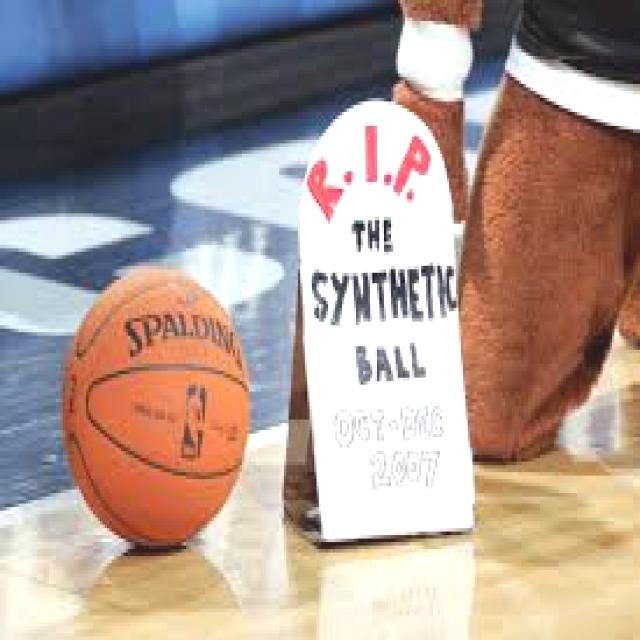 R.I.P.
THE
SYNTHETIC
BALL
OCT-DEC
2007
SPALDING